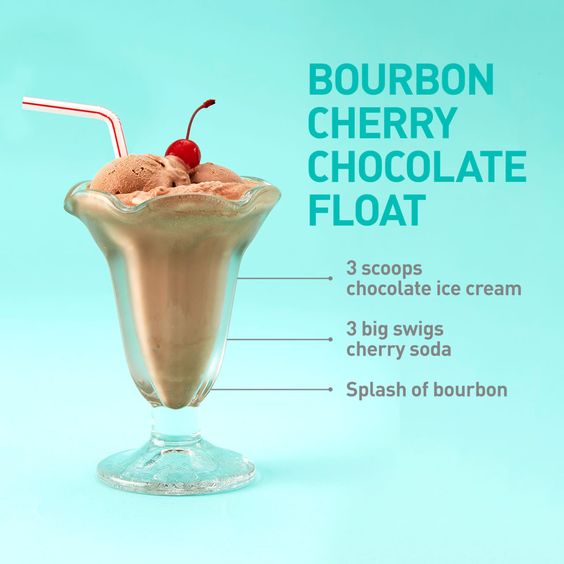 BOURBON
CHERRY
CHOCOLATE
FLOAT
3 scoops
chocolate ice cream
3 big swigs
cherry soda
Splash of bourbon